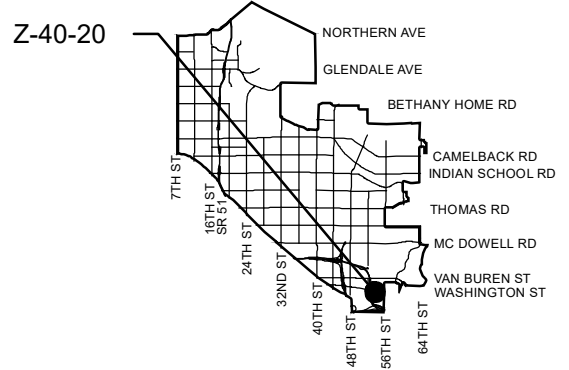 Z-40-20
NORTHERN AVE
GLENDALE AVE
BETHANY HOME RD
CAMELBACK RD
INDIAN SCHOOL RD
THOMAS RD
MC DOWELL RD
VAN BUREN ST
WASHINGTON ST
7TH ST
16TH ST
SR 51
24TH ST
32ND ST
40TH ST
48TH ST
56TH ST
64TH ST